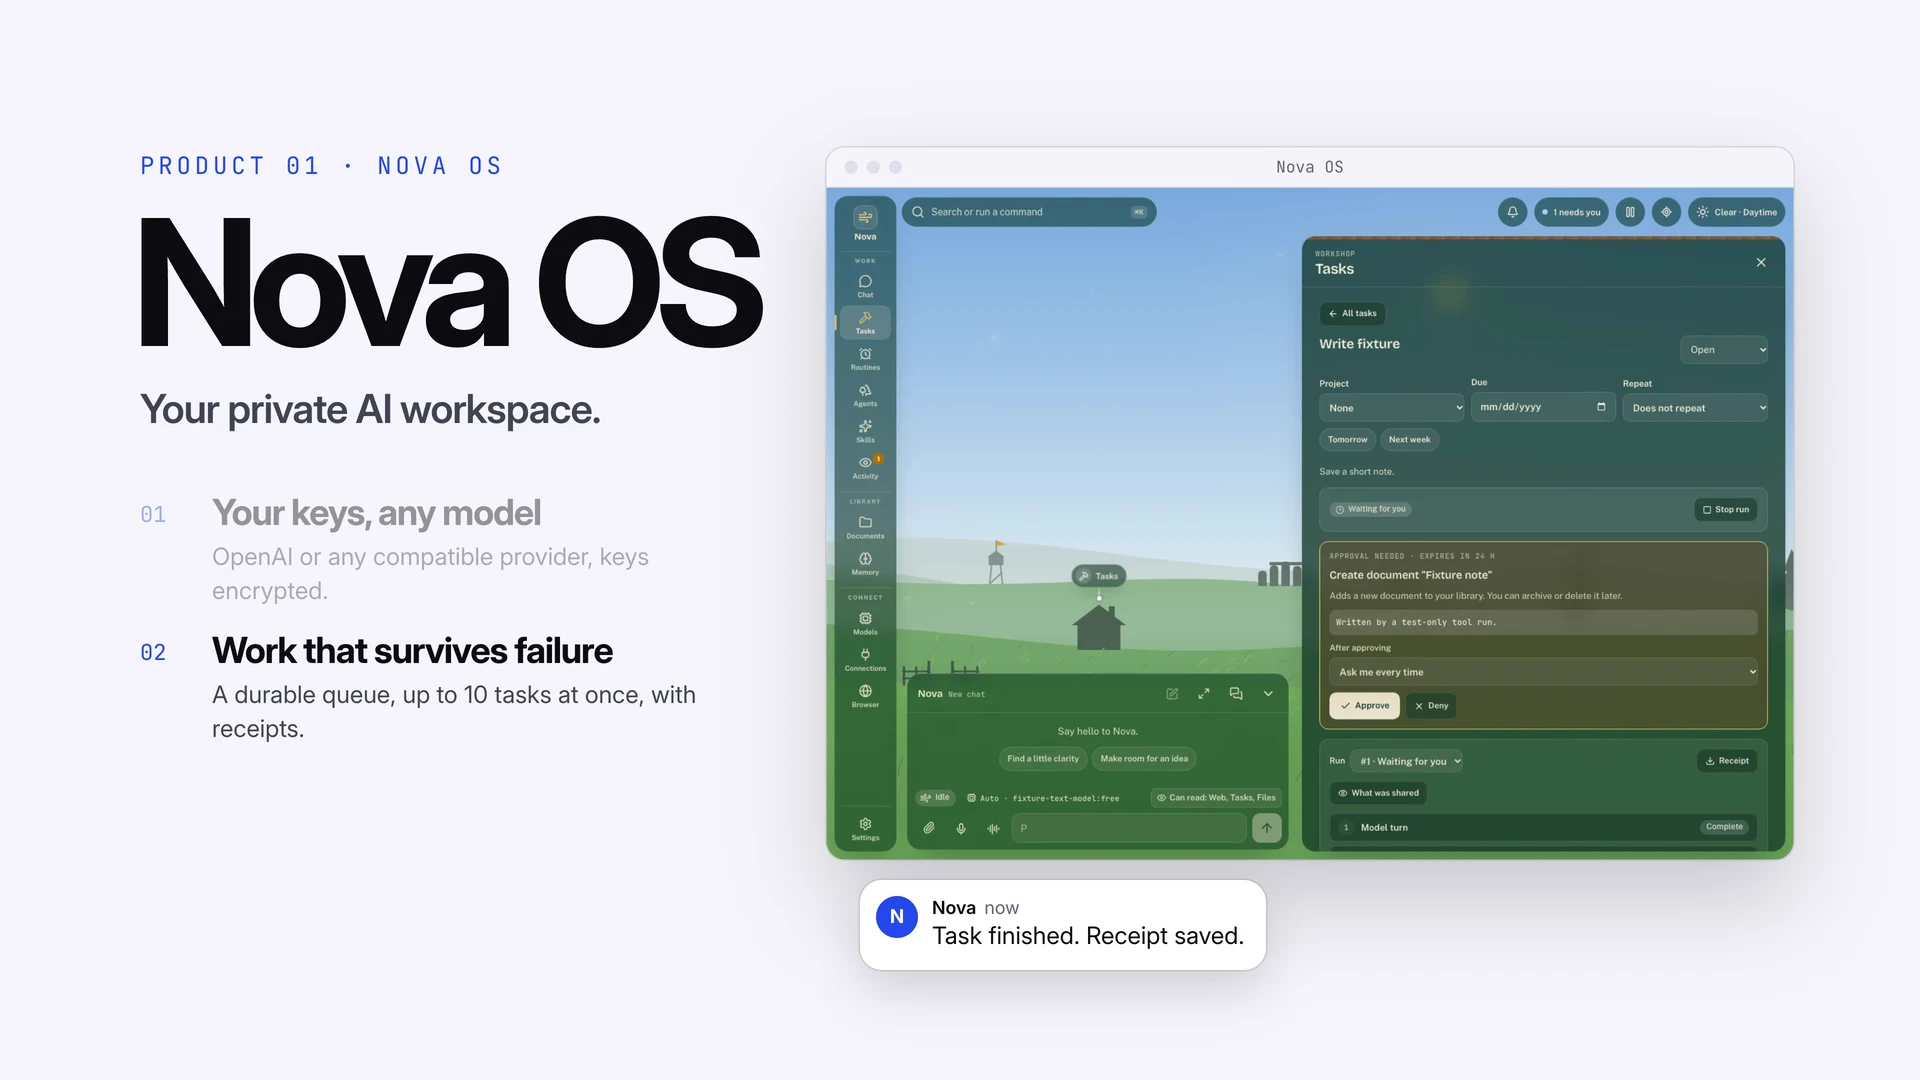 PRODUCT 01 · NOVA OS
Nova OS
Your private AI workspace.
01
Your keys, any model
OpenAI or any compatible provider, keys
encrypted.
02
Work that survives failure
A durable queue, up to 10 tasks at once, with
receipts.
Nova OS
Nova
WORK
Chat
Tasks
Routines
Agents
Skills
1
Activity
LIBRARY
Documents
Memory
CONNECT
Models
Connections
Browser
Settings
Search or run a command
⌘K
1 needs you
Clear · Daytime
Tasks
Nova New chat
Say hello to Nova.
Find a little clarity
Make room for an idea
Idle
Auto · fixture-text-model:free
Can read: Web, Tasks, Files
P
WORKSHOP
Tasks
All tasks
Write fixture
Open
Project
Due
Repeat
None
mm/dd/yyyy
Does not repeat
Tomorrow
Next week
Save a short note.
Waiting for you
Stop run
APPROVAL NEEDED · EXPIRES IN 24 H
Create document "Fixture note"
Adds a new document to your library. You can archive or delete it later.
Written by a test-only tool run.
After approving
Ask me every time
Approve
Deny
Run
#1 · Waiting for you
Receipt
What was shared
1 Model turn
Complete
N
Nova now
Task finished. Receipt saved.